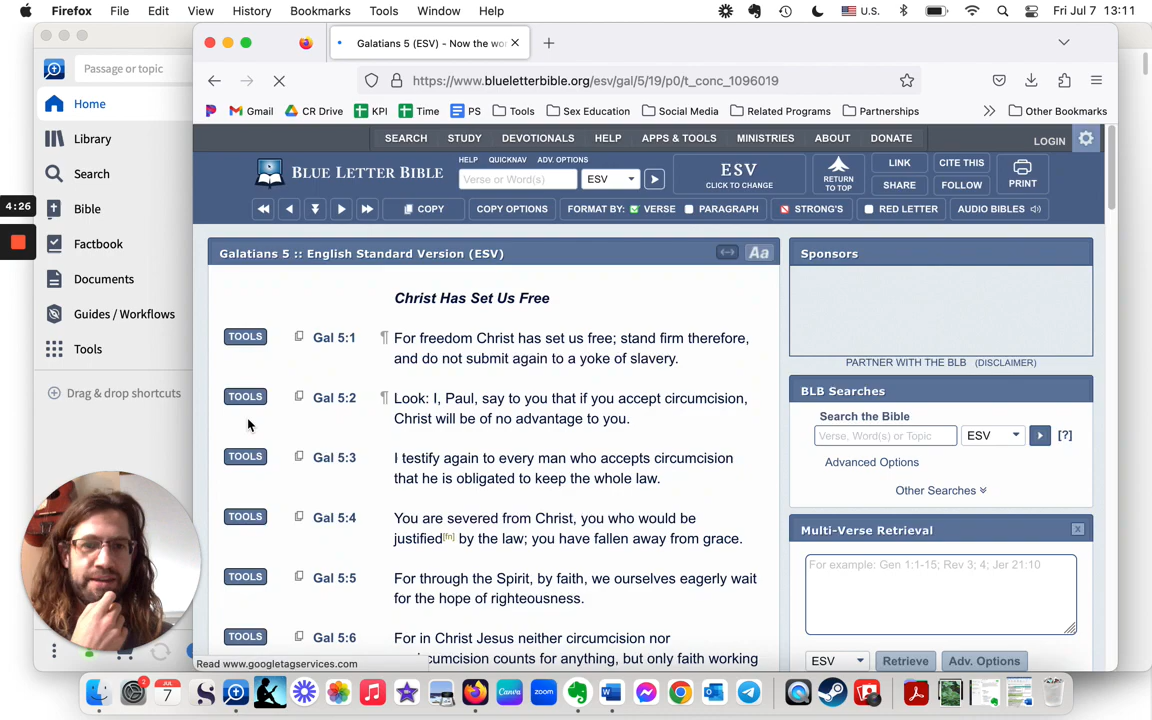 Firefox File Edit View History Bookmarks Tools Window Help U.S. Fri Jul 7 13:11
Galatians 5 (ESV) - Now the wo
https://www.blueletterbible.org/esv/gal/5/19/p0/t_conc_1096019
Gmail CR Drive KPI Time PS Tools Sex Education Social Media Related Programs Partnerships Other Bookmarks
Passage or topic
Home
Library
Search
Bible
Factbook
Documents
Guides / Workflows
Tools
Drag & drop shortcuts
4:26
SEARCH STUDY DEVOTIONALS HELP APPS & TOOLS MINISTRIES ABOUT DONATE LOGIN
BLUE LETTER BIBLE
HELP QUICKNAV ADV. OPTIONS
Verse or Word(s) ESV
ESV
CLICK TO CHANGE
RETURN
TO TOP
LINK CITE THIS
SHARE FOLLOW
PRINT
COPY COPY OPTIONS FORMAT BY: VERSE PARAGRAPH STRONG'S RED LETTER AUDIO BIBLES
Galatians 5 :: English Standard Version (ESV) Aa
Christ Has Set Us Free
TOOLS Gal 5:1 ¶ For freedom Christ has set us free; stand firm therefore,
and do not submit again to a yoke of slavery.
TOOLS Gal 5:2 ¶ Look: I, Paul, say to you that if you accept circumcision,
Christ will be of no advantage to you.
TOOLS Gal 5:3 I testify again to every man who accepts circumcision
that he is obligated to keep the whole law.
TOOLS Gal 5:4 You are severed from Christ, you who would be
justified[fn] by the law; you have fallen away from grace.
TOOLS Gal 5:5 For through the Spirit, by faith, we ourselves eagerly wait
for the hope of righteousness.
TOOLS Gal 5:6 For in Christ Jesus neither circumcision nor
cumcision counts for anything, but only faith working
Read www.googletagservices.com
Sponsors
PARTNER WITH THE BLB (DISCLAIMER)
BLB Searches
Search the Bible
Verse, Word(s) or Topic ESV [?]
Advanced Options
Other Searches
Multi-Verse Retrieval X
For example: Gen 1:1-15; Rev 3; 4; Jer 21:10
ESV Retrieve Adv. Options
2 JUL 7 Canva zoom